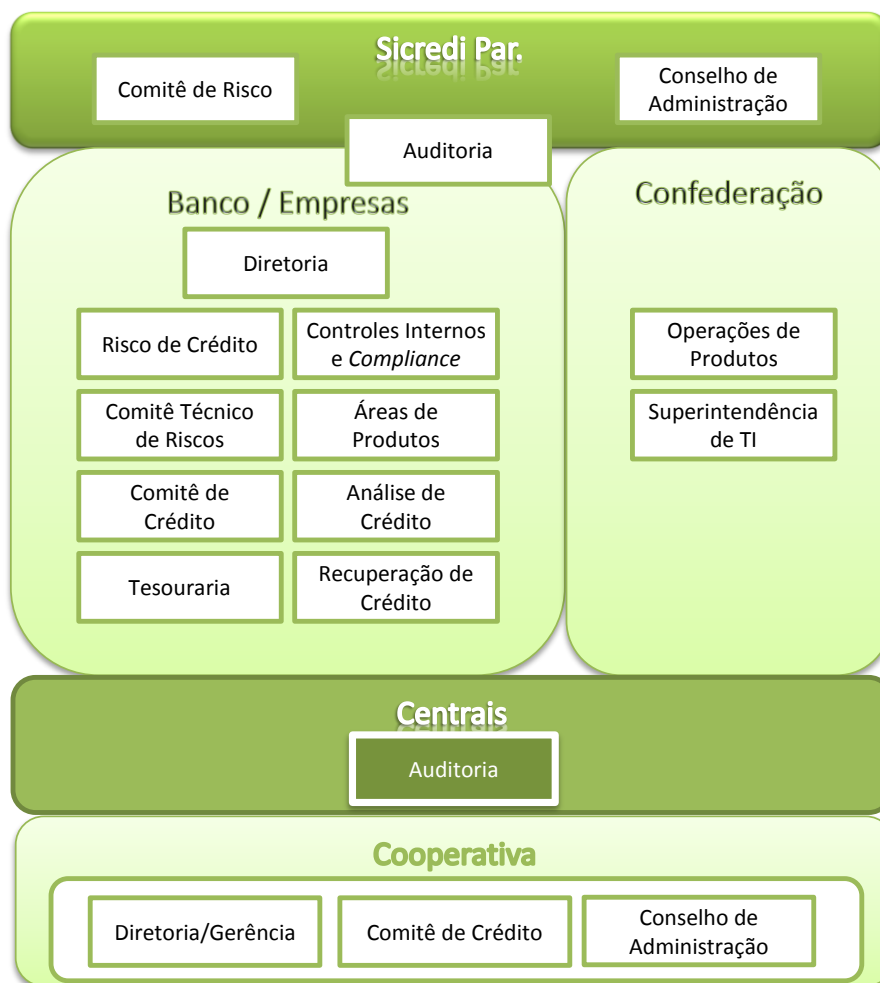 Sicredi Par.
Comitê de Risco
Conselho de
Administração
Auditoria
Banco / Empresas
Confederação
Diretoria
Risco de Crédito
Controles Internos
e Compliance
Operações de
Produtos
Comitê Técnico
de Riscos
Áreas de
Produtos
Superintendência
de TI
Comitê de
Crédito
Análise de
Crédito
Tesouraria
Recuperação de
Crédito
Centrais
Auditoria
Cooperativa
Diretoria/Gerência
Comitê de Crédito
Conselho de
Administração